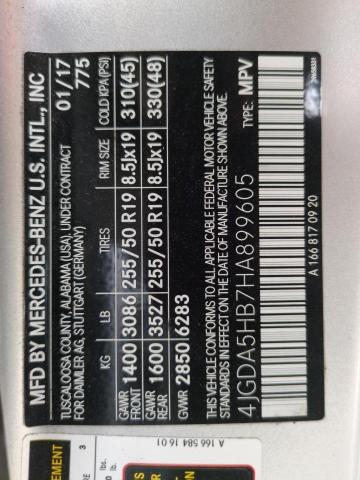 MFD BY MERCEDES-BENZ U.S. INTL., INC
TUSCALOOSA COUNTY, ALABAMA (USA), UNDER CONTRACT 01/17
FOR DAIMLER AG, STUTTGART (GERMANY) 775
KG LB TIRES RIM SIZE COLD KPA(PSI)
GAWR FRONT 1400 3086 255/50 R19 8.5Jx19 310(45)
GAWR REAR 1600 3527 255/50 R19 8.5Jx19 330(48)
GVWR 2850 6283
THIS VEHICLE CONFORMS TO ALL APPLICABLE FEDERAL MOTOR VEHICLE SAFETY
STANDARDS IN EFFECT ON THE DATE OF MANUFACTURE SHOWN ABOVE.
4JGDA5HB7HA899605 TYPE: MPV
A 166 817 09 20
A 166 584 16 01
EMENT
3
lbs.
lb.